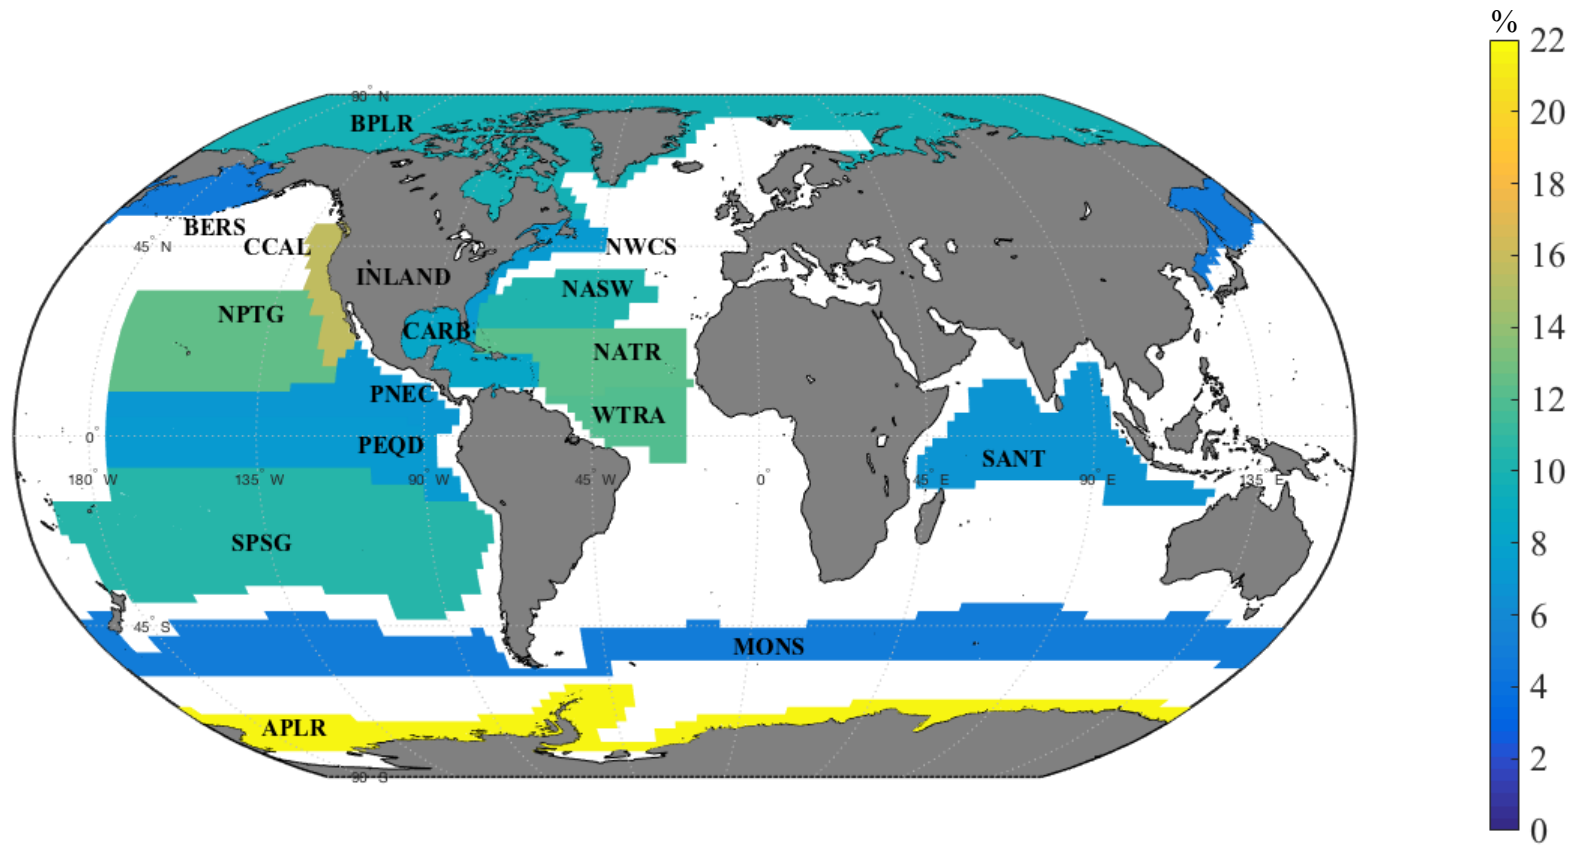 %
22
90° N
BPLR
20
18
BERS
45° N
CCAL
NWCS
16
INLAND
NASW
NPTG
CARB
14
NATR
PNEC
12
WTRA
0°
PEQD
SANT
10
180° W
135° W
90° W
45° W
0°
45° E
90° E
135° E
SPSG
8
45° S
6
MONS
4
APLR
2
90° S
0